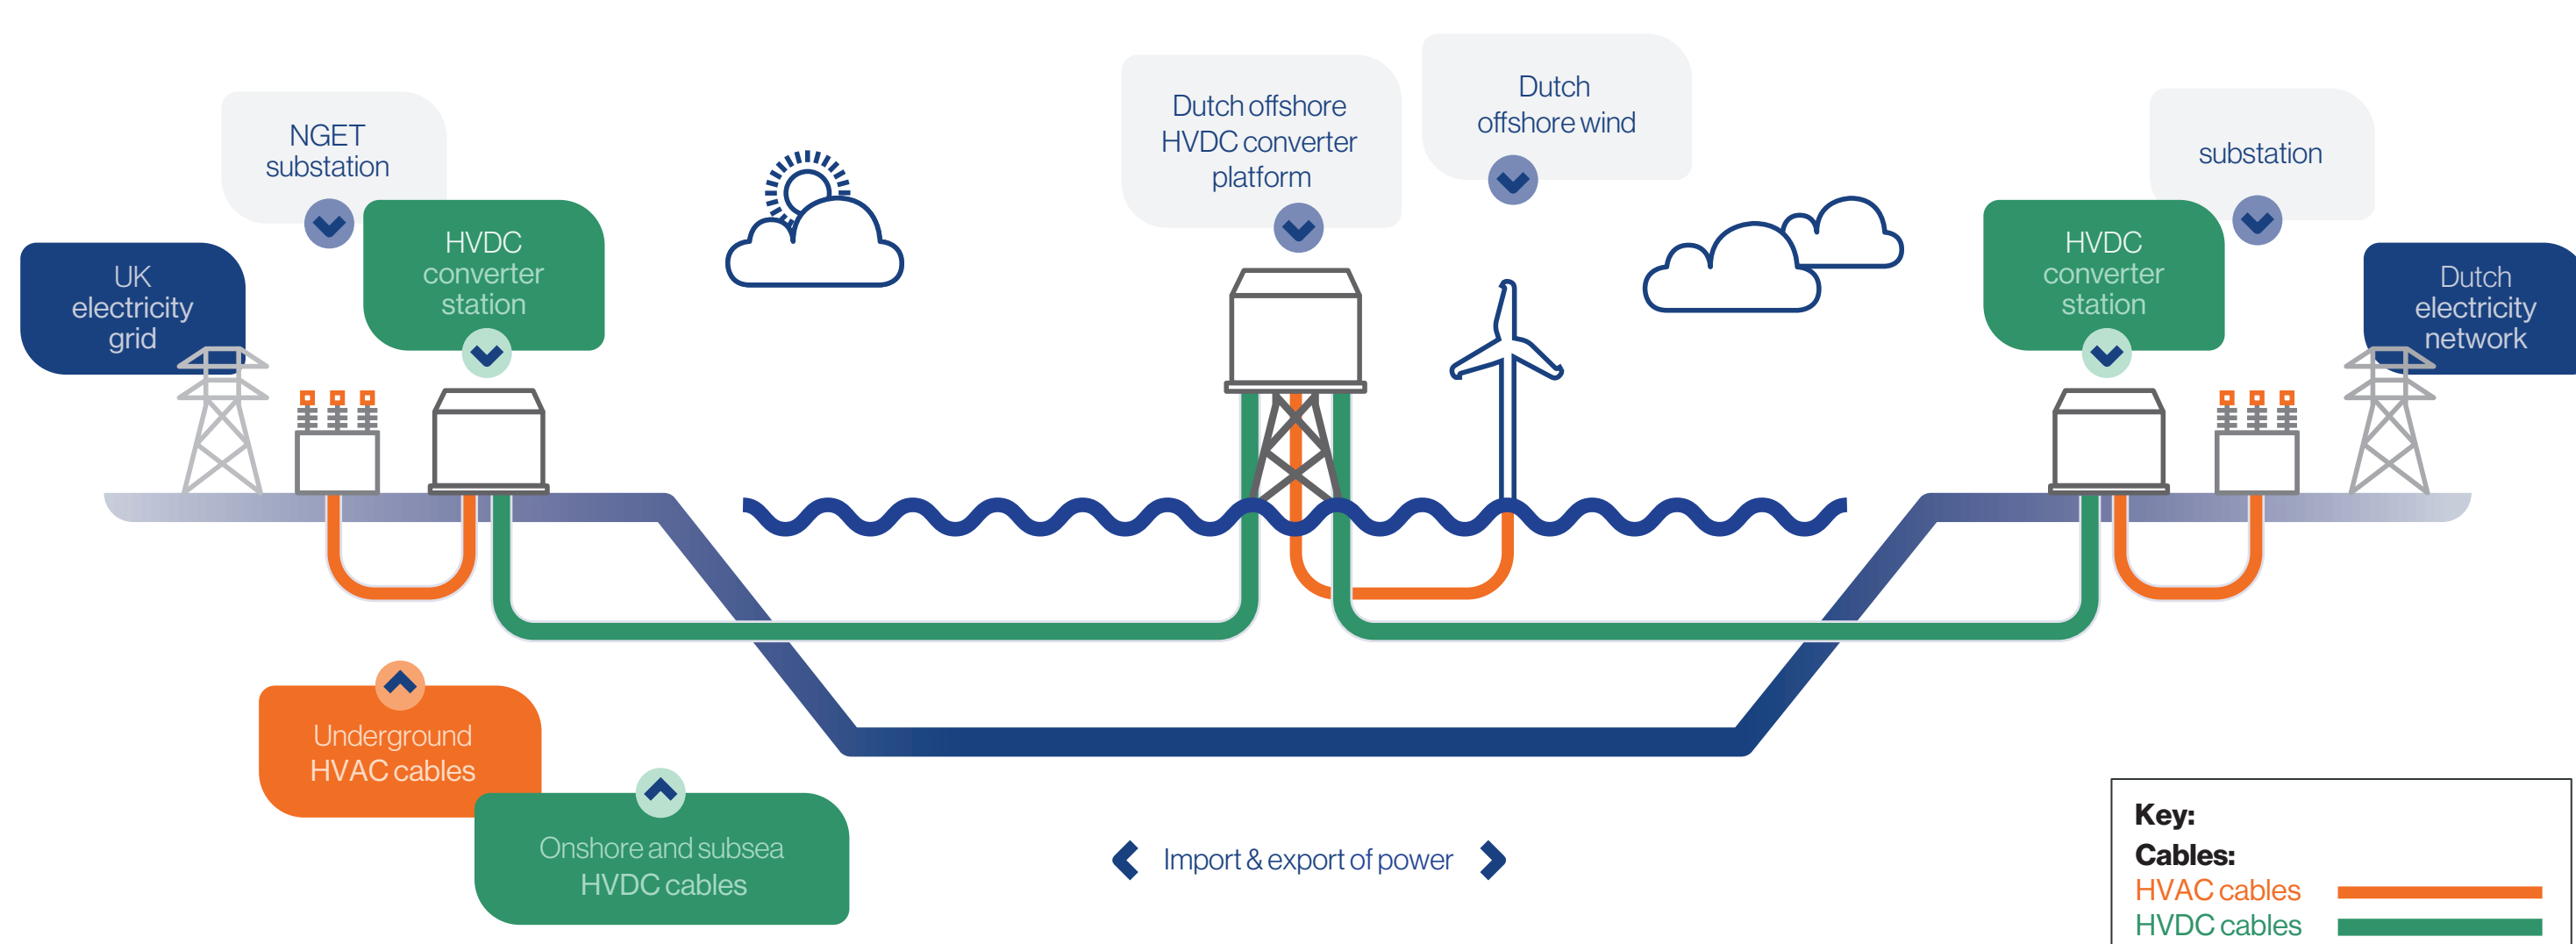 NGET
substation
UK
electricity
grid
HVDC
converter
station
Dutch offshore
HVDC converter
platform
Dutch
offshore wind
substation
HVDC
converter
station
Dutch
electricity
network
Underground
HVAC cables
Onshore and subsea
HVDC cables
Import & export of power
Key:
Cables:
HVAC cables
HVDC cables